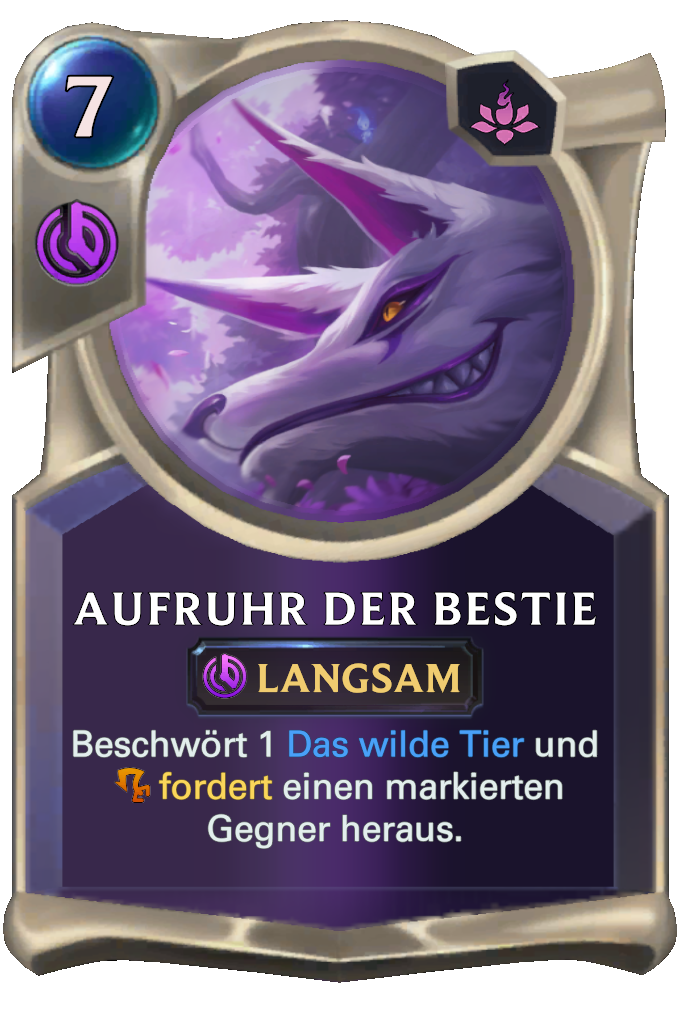 7
AUFRUHR DER BESTIE
LANGSAM
Beschwört 1 Das wilde Tier und
fordert einen markierten
Gegner heraus.